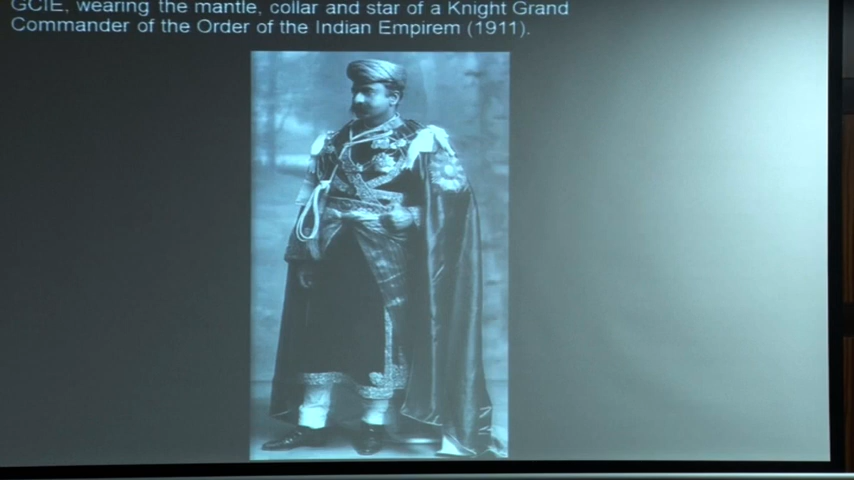 GCIE, wearing the mantle, collar and star of a Knight Grand
Commander of the Order of the Indian Empirem (1911).